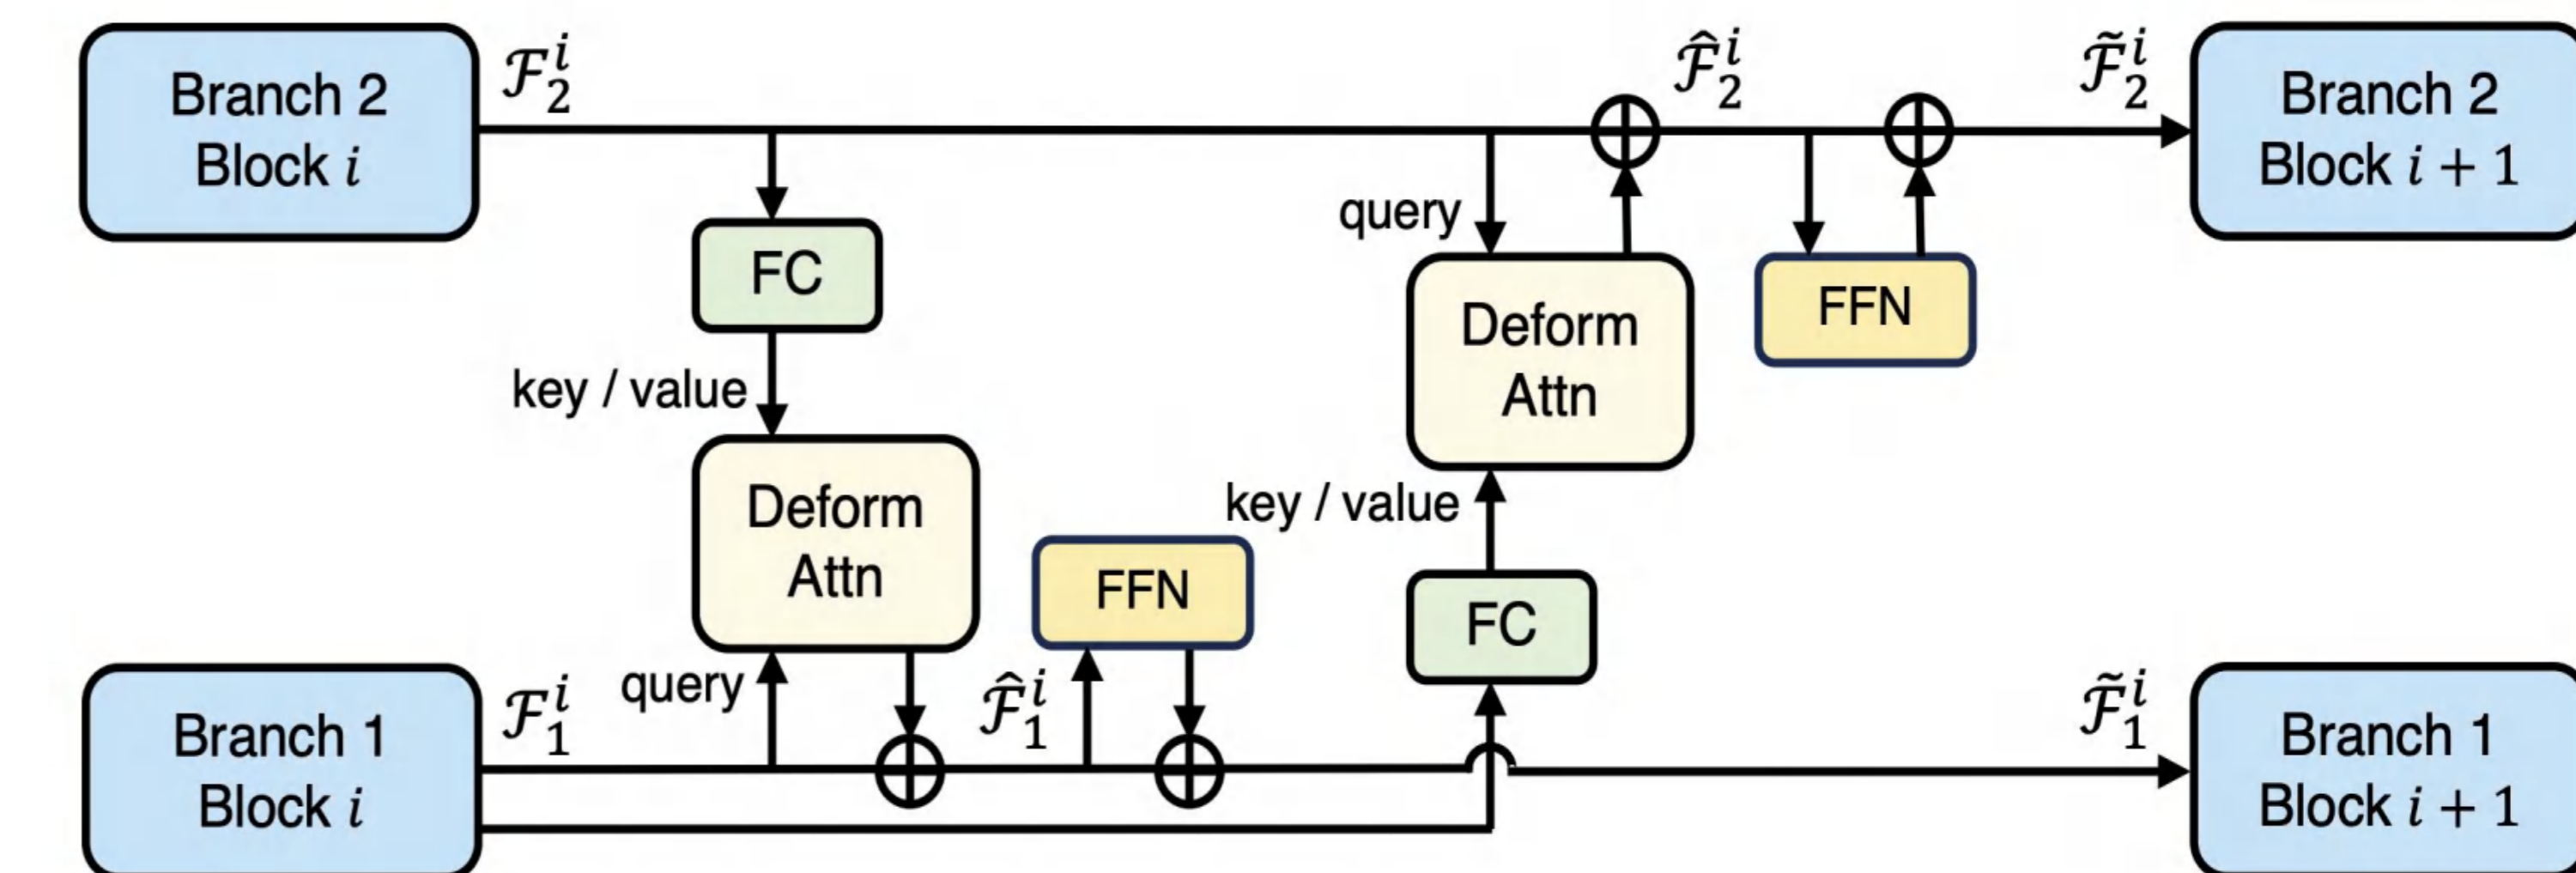 Branch 2
Block i
ℱ₂ⁱ
ℱ̂₂ⁱ
ℱ̃₂ⁱ
Branch 2
Block i + 1
FC
query
key / value
Deform
Attn
FFN
Deform
Attn
FFN
key / value
FC
Branch 1
Block i
ℱ₁ⁱ
query
ℱ̂₁ⁱ
ℱ̃₁ⁱ
Branch 1
Block i + 1